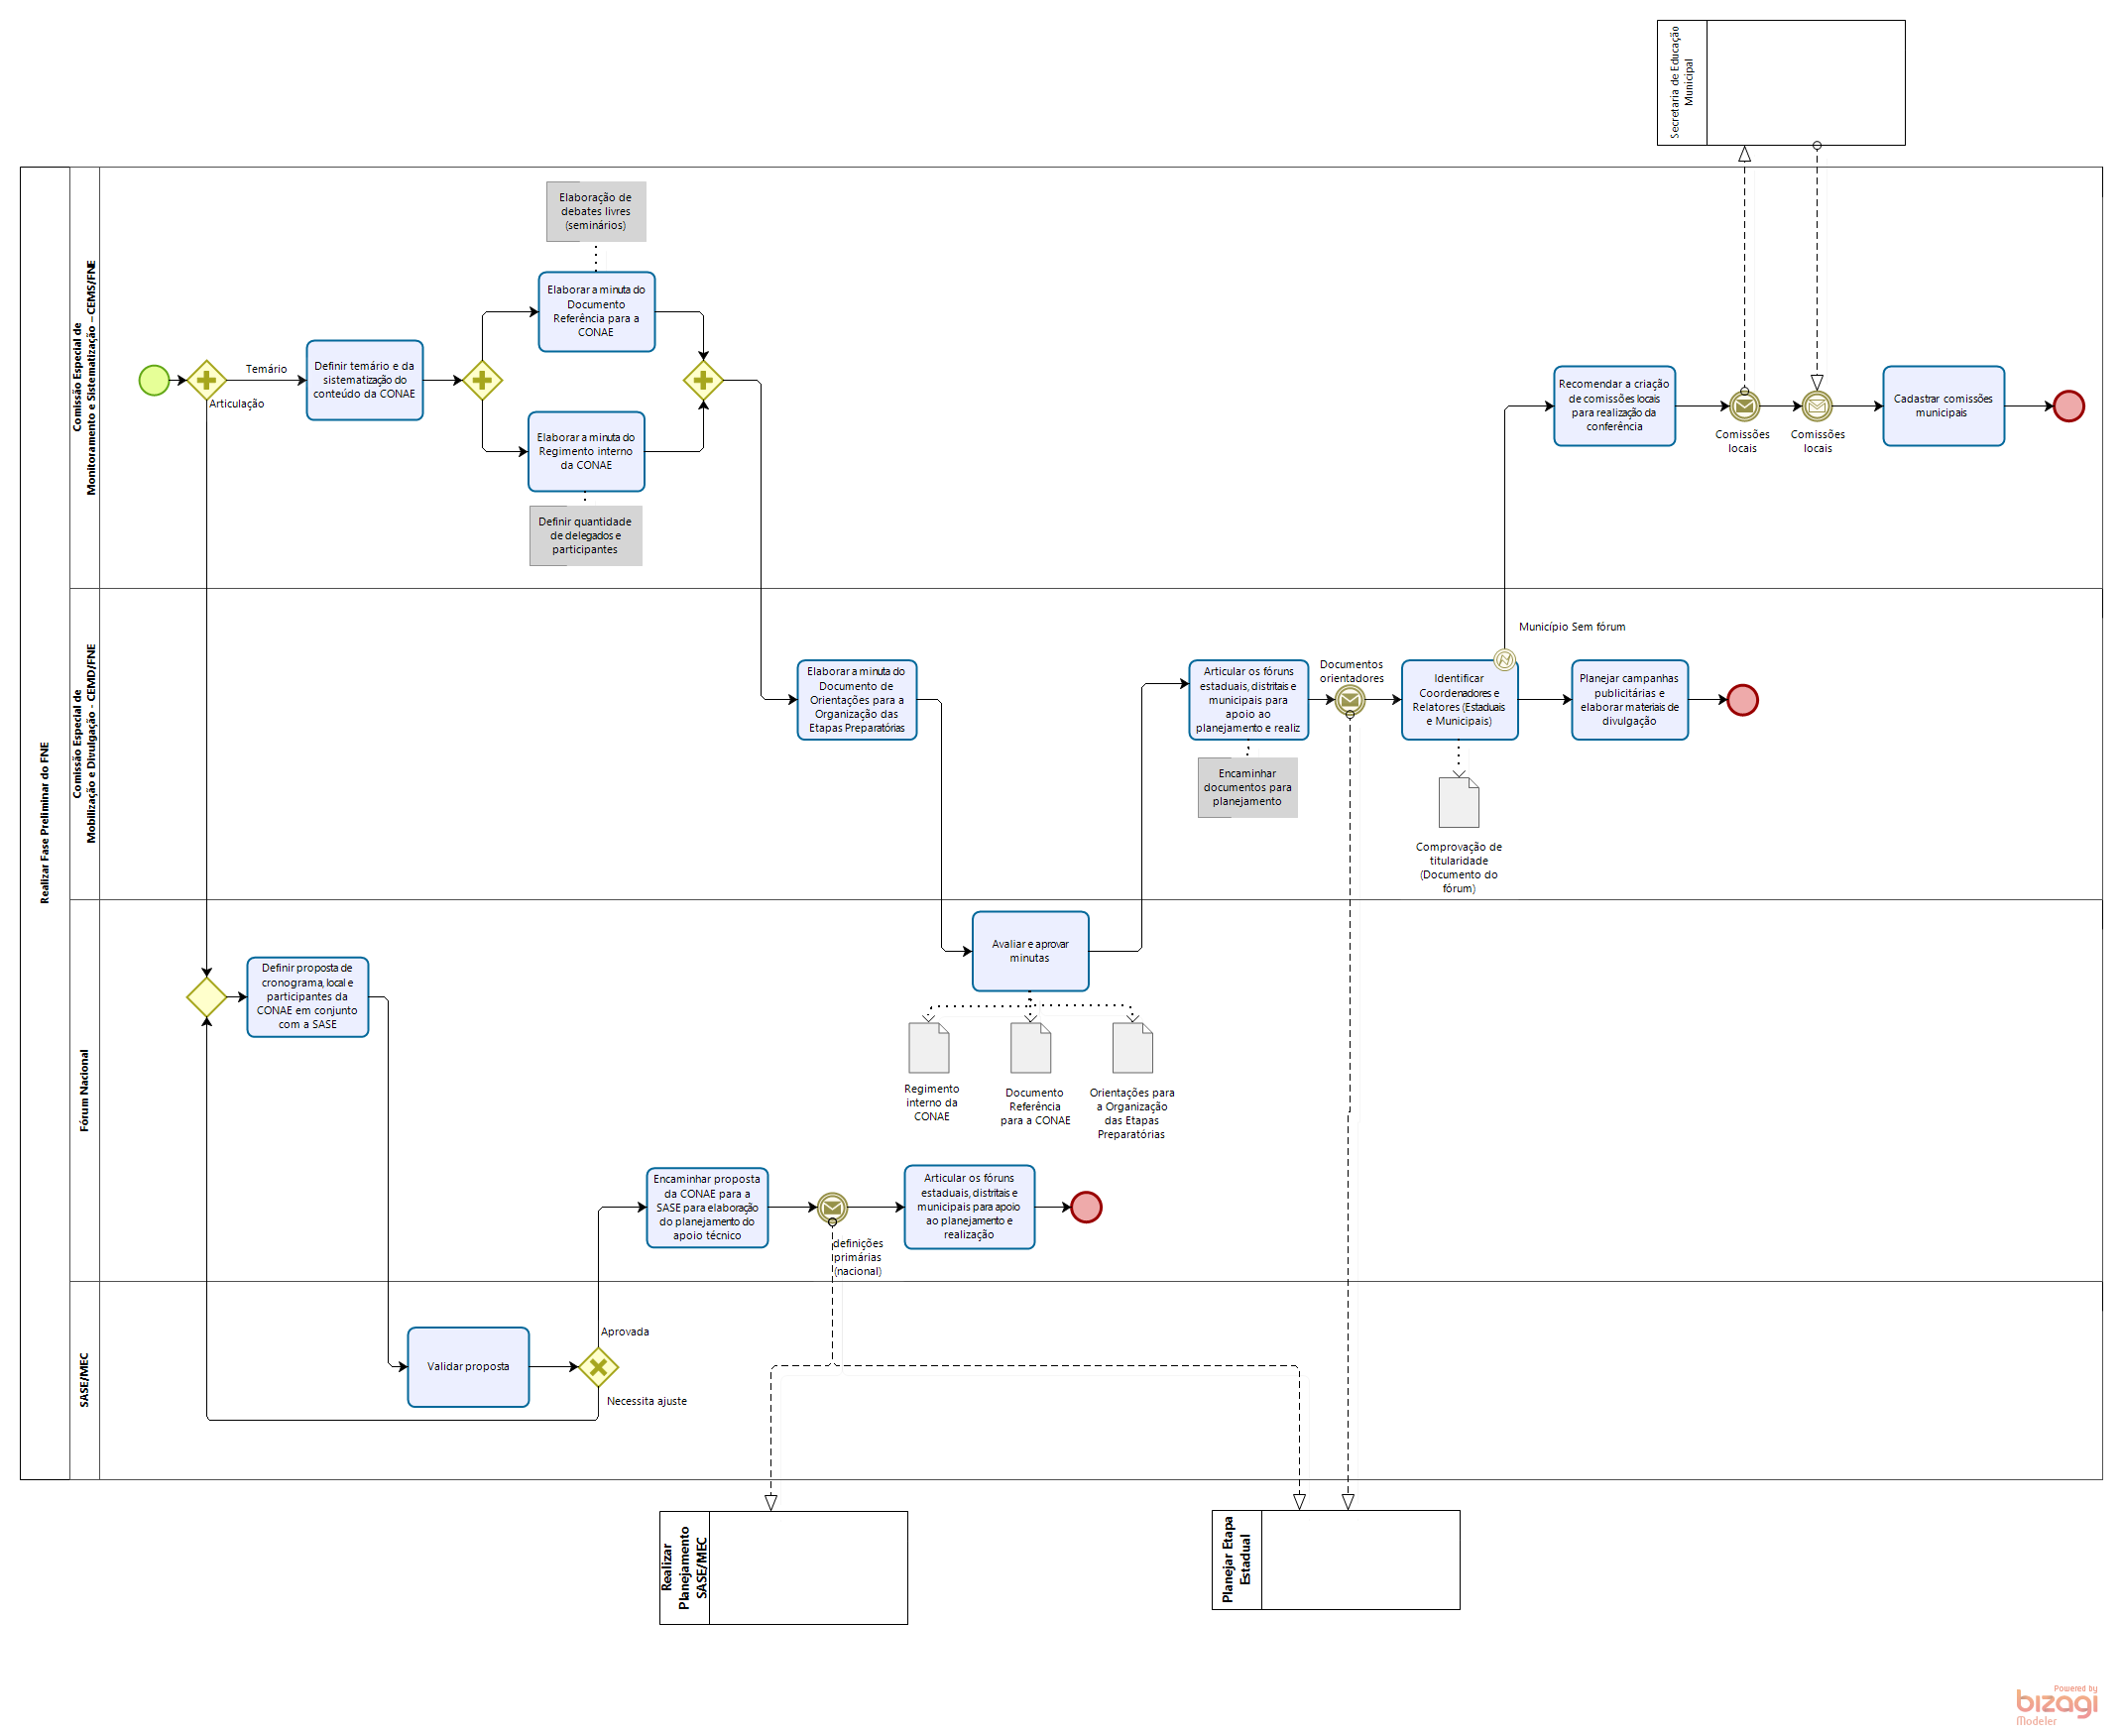 Secretaria de Educação
Municipal
Realizar Fase Preliminar do FNE
Comissão Especial de
Monitoramento e Sistematização – CEMS/FNE
Elaboração de
debates livres
(seminários)
Elaborar a minuta do
Documento
Referência para a
CONAE
Temário
Articulação
Definir temário e da
sistematização do
conteúdo da CONAE
Elaborar a minuta do
Regimento interno
da CONAE
Definir quantidade
de delegados e
participantes
Recomendar a criação
de comissões locais
para realização da
conferência
Comissões
locais
Comissões
locais
Cadastrar comissões
municipais
Comissão Especial de
Mobilização e Divulgação - CEMD/FNE
Elaborar a minuta do
Documento de
Orientações para a
Organização das
Etapas Preparatórias
Articular os fóruns
estaduais, distritais e
municipais para
apoio ao
planejamento e realiz
Encaminhar
documentos para
planejamento
Documentos
orientadores
Município Sem fórum
Identificar
Coordenadores e
Relatores (Estaduais
e Municipais)
Comprovação de
titularidade
(Documento do
fórum)
Planejar campanhas
publicitárias e
elaborar materiais de
divulgação
Fórum Nacional
Definir proposta de
cronograma, local e
participantes da
CONAE em conjunto
com a SASE
Avaliar e aprovar
minutas
Regimento
interno da
CONAE
Documento
Referência
para a CONAE
Orientações para
a Organização
das Etapas
Preparatórias
Encaminhar proposta
da CONAE para a
SASE para elaboração
do planejamento do
apoio técnico
definições
primárias
(nacional)
Articular os fóruns
estaduais, distritais e
municipais para apoio
ao planejamento e
realização
SASE/MEC
Validar proposta
Aprovada
Necessita ajuste
Realizar
Planejamento
SASE/MEC
Planejar Etapa
Estadual
Powered by
bizagi
Modeler